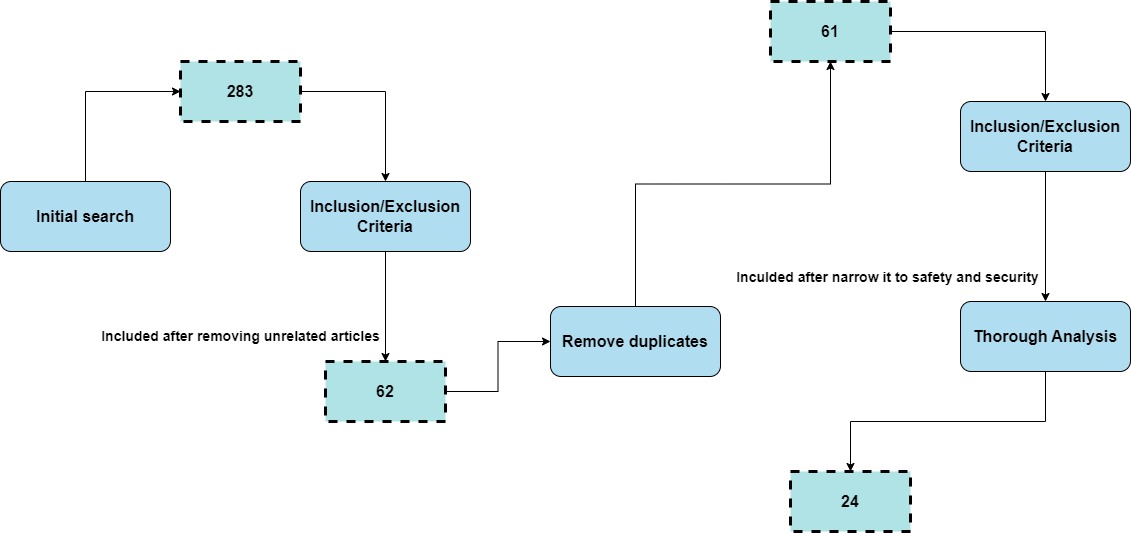 283
Initial search
Inclusion/Exclusion
Criteria
Included after removing unrelated articles
62
Remove duplicates
61
Inclusion/Exclusion
Criteria
Inculded after narrow it to safety and security
Thorough Analysis
24